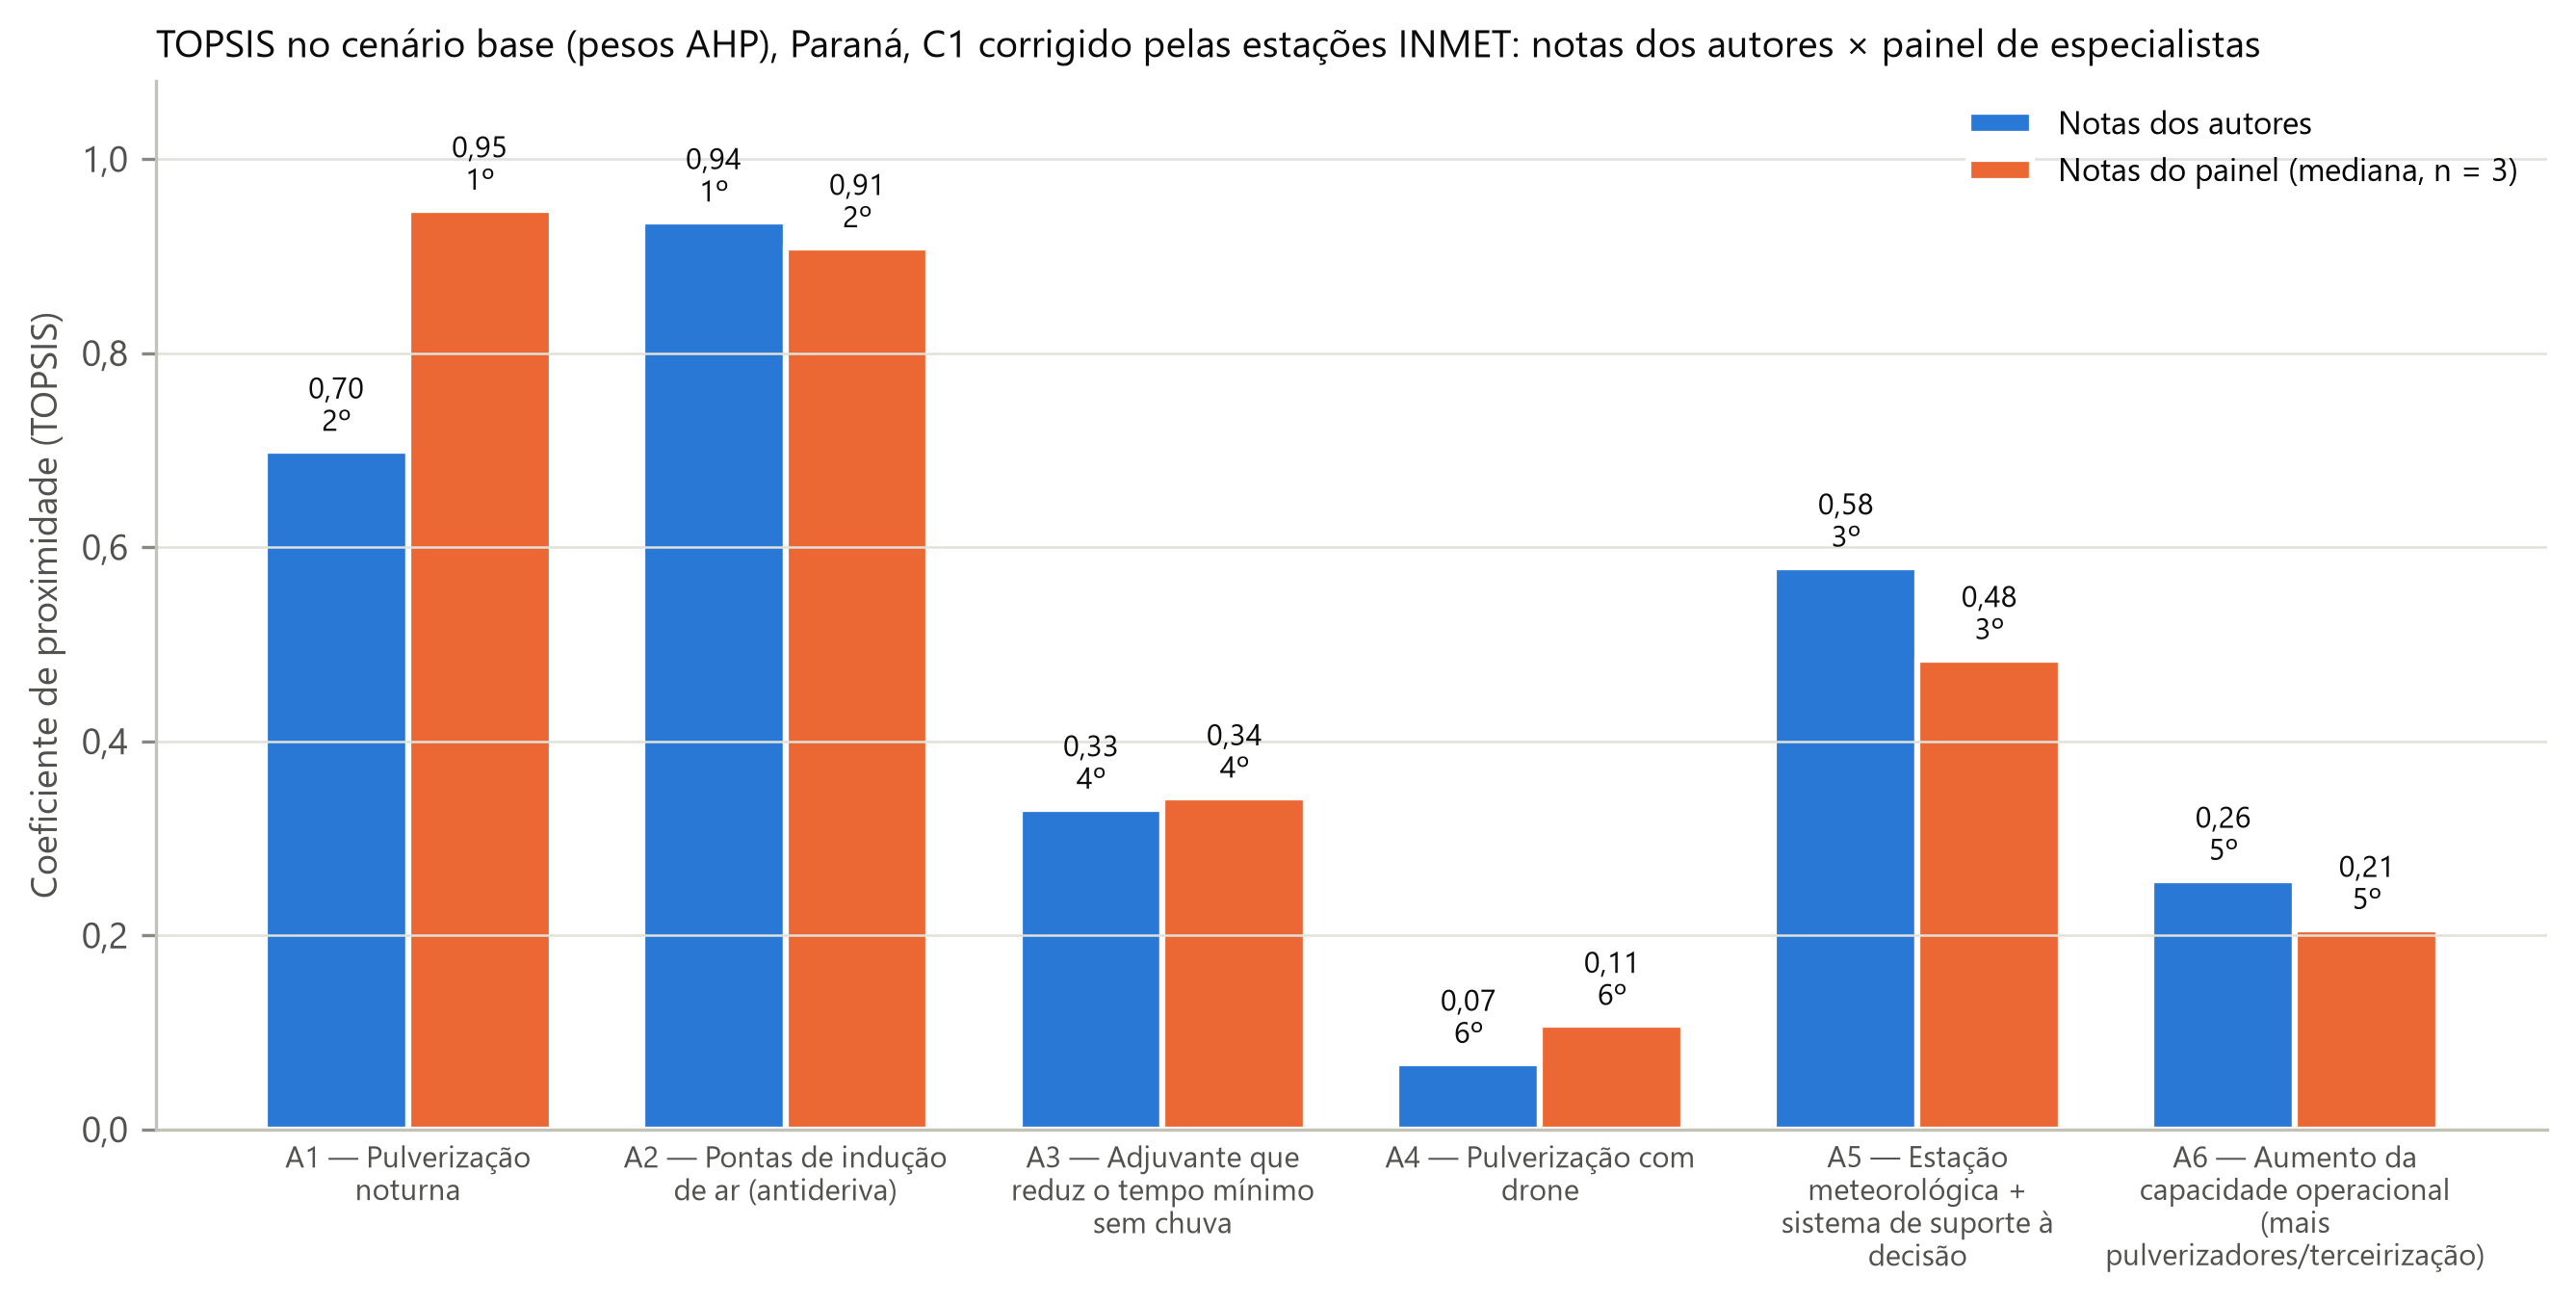 TOPSIS no cenário base (pesos AHP), Paraná, C1 corrigido pelas estações INMET: notas dos autores × painel de especialistas
Notas dos autores
Notas do painel (mediana, n = 3)
Coeficiente de proximidade (TOPSIS)
1,0
0,8
0,6
0,4
0,2
0,0
0,70
2º
0,95
1º
0,94
1º
0,91
2º
0,33
4º
0,34
4º
0,07
6º
0,11
6º
0,58
3º
0,48
3º
0,26
5º
0,21
5º
A1 — Pulverização
noturna
A2 — Pontas de indução
de ar (antideriva)
A3 — Adjuvante que
reduz o tempo mínimo
sem chuva
A4 — Pulverização com
drone
A5 — Estação
meteorológica +
sistema de suporte à
decisão
A6 — Aumento da
capacidade operacional
(mais
pulverizadores/terceirização)